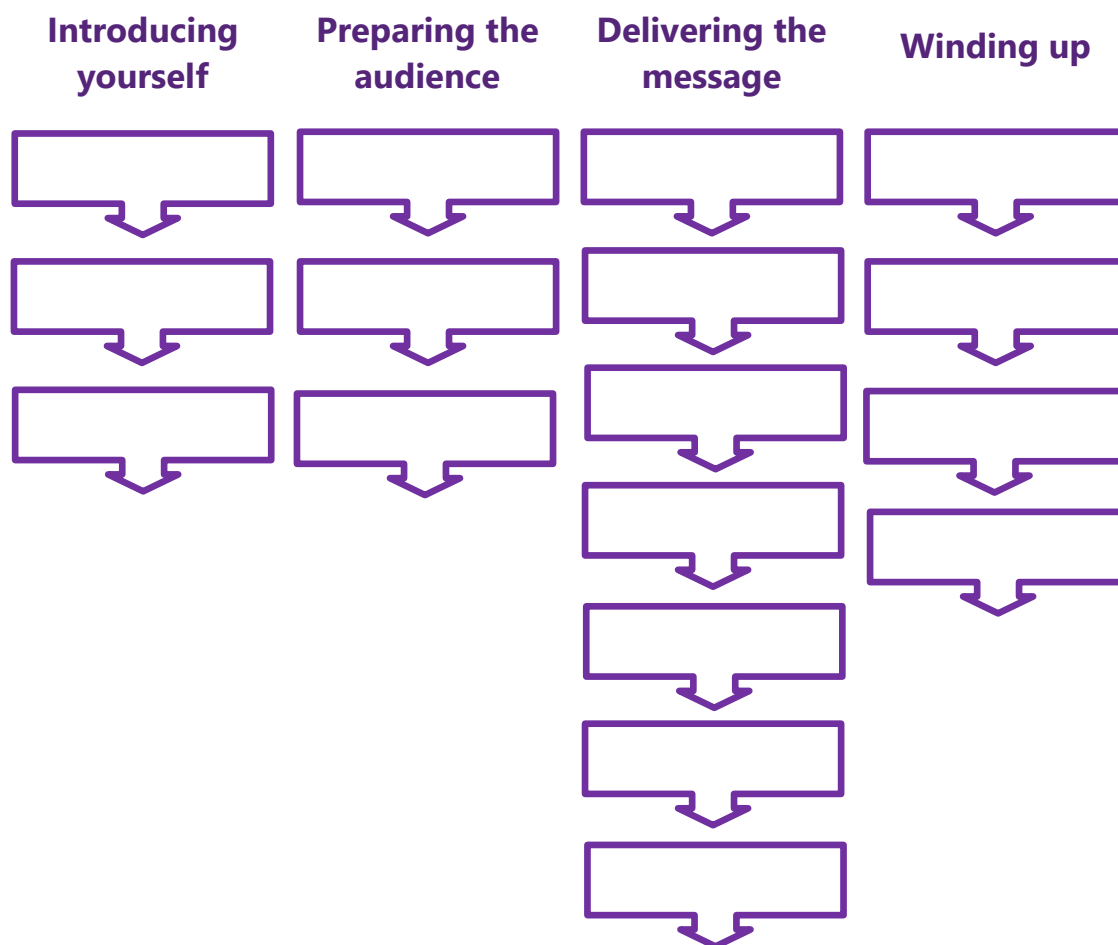 Introducing
yourself
Preparing the
audience
Delivering the
message
Winding up